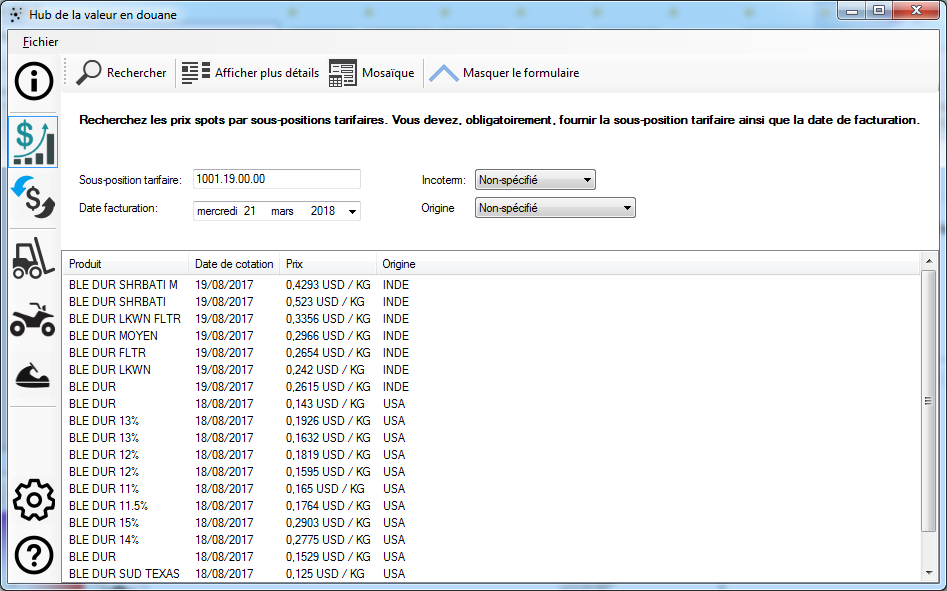 Hub de la valeur en douane
Fichier
Rechercher Afficher plus détails Mosaïque Masquer le formulaire
Recherchez les prix spots par sous-positions tarifaires. Vous devez, obligatoirement, fournir la sous-position tarifaire ainsi que la date de facturation.
Sous-position tarifaire: 1001.19.00.00 Incoterm: Non-spécifié
Date facturation: mercredi 21 mars 2018 Origine Non-spécifié
Produit Date de cotation Prix Origine
BLE DUR SHRBATI M 19/08/2017 0,4293 USD / KG INDE
BLE DUR SHRBATI 19/08/2017 0,523 USD / KG INDE
BLE DUR LKWN FLTR 19/08/2017 0,3356 USD / KG INDE
BLE DUR MOYEN 19/08/2017 0,2966 USD / KG INDE
BLE DUR FLTR 19/08/2017 0,2654 USD / KG INDE
BLE DUR LKWN 19/08/2017 0,242 USD / KG INDE
BLE DUR 19/08/2017 0,2615 USD / KG INDE
BLE DUR 18/08/2017 0,143 USD / KG USA
BLE DUR 13% 18/08/2017 0,1926 USD / KG USA
BLE DUR 13% 18/08/2017 0,1632 USD / KG USA
BLE DUR 12% 18/08/2017 0,1819 USD / KG USA
BLE DUR 12% 18/08/2017 0,1595 USD / KG USA
BLE DUR 11% 18/08/2017 0,165 USD / KG USA
BLE DUR 11.5% 18/08/2017 0,1764 USD / KG USA
BLE DUR 15% 18/08/2017 0,2903 USD / KG USA
BLE DUR 14% 18/08/2017 0,2775 USD / KG USA
BLE DUR 18/08/2017 0,1529 USD / KG USA
BLE DUR SUD TEXAS 18/08/2017 0,125 USD / KG USA